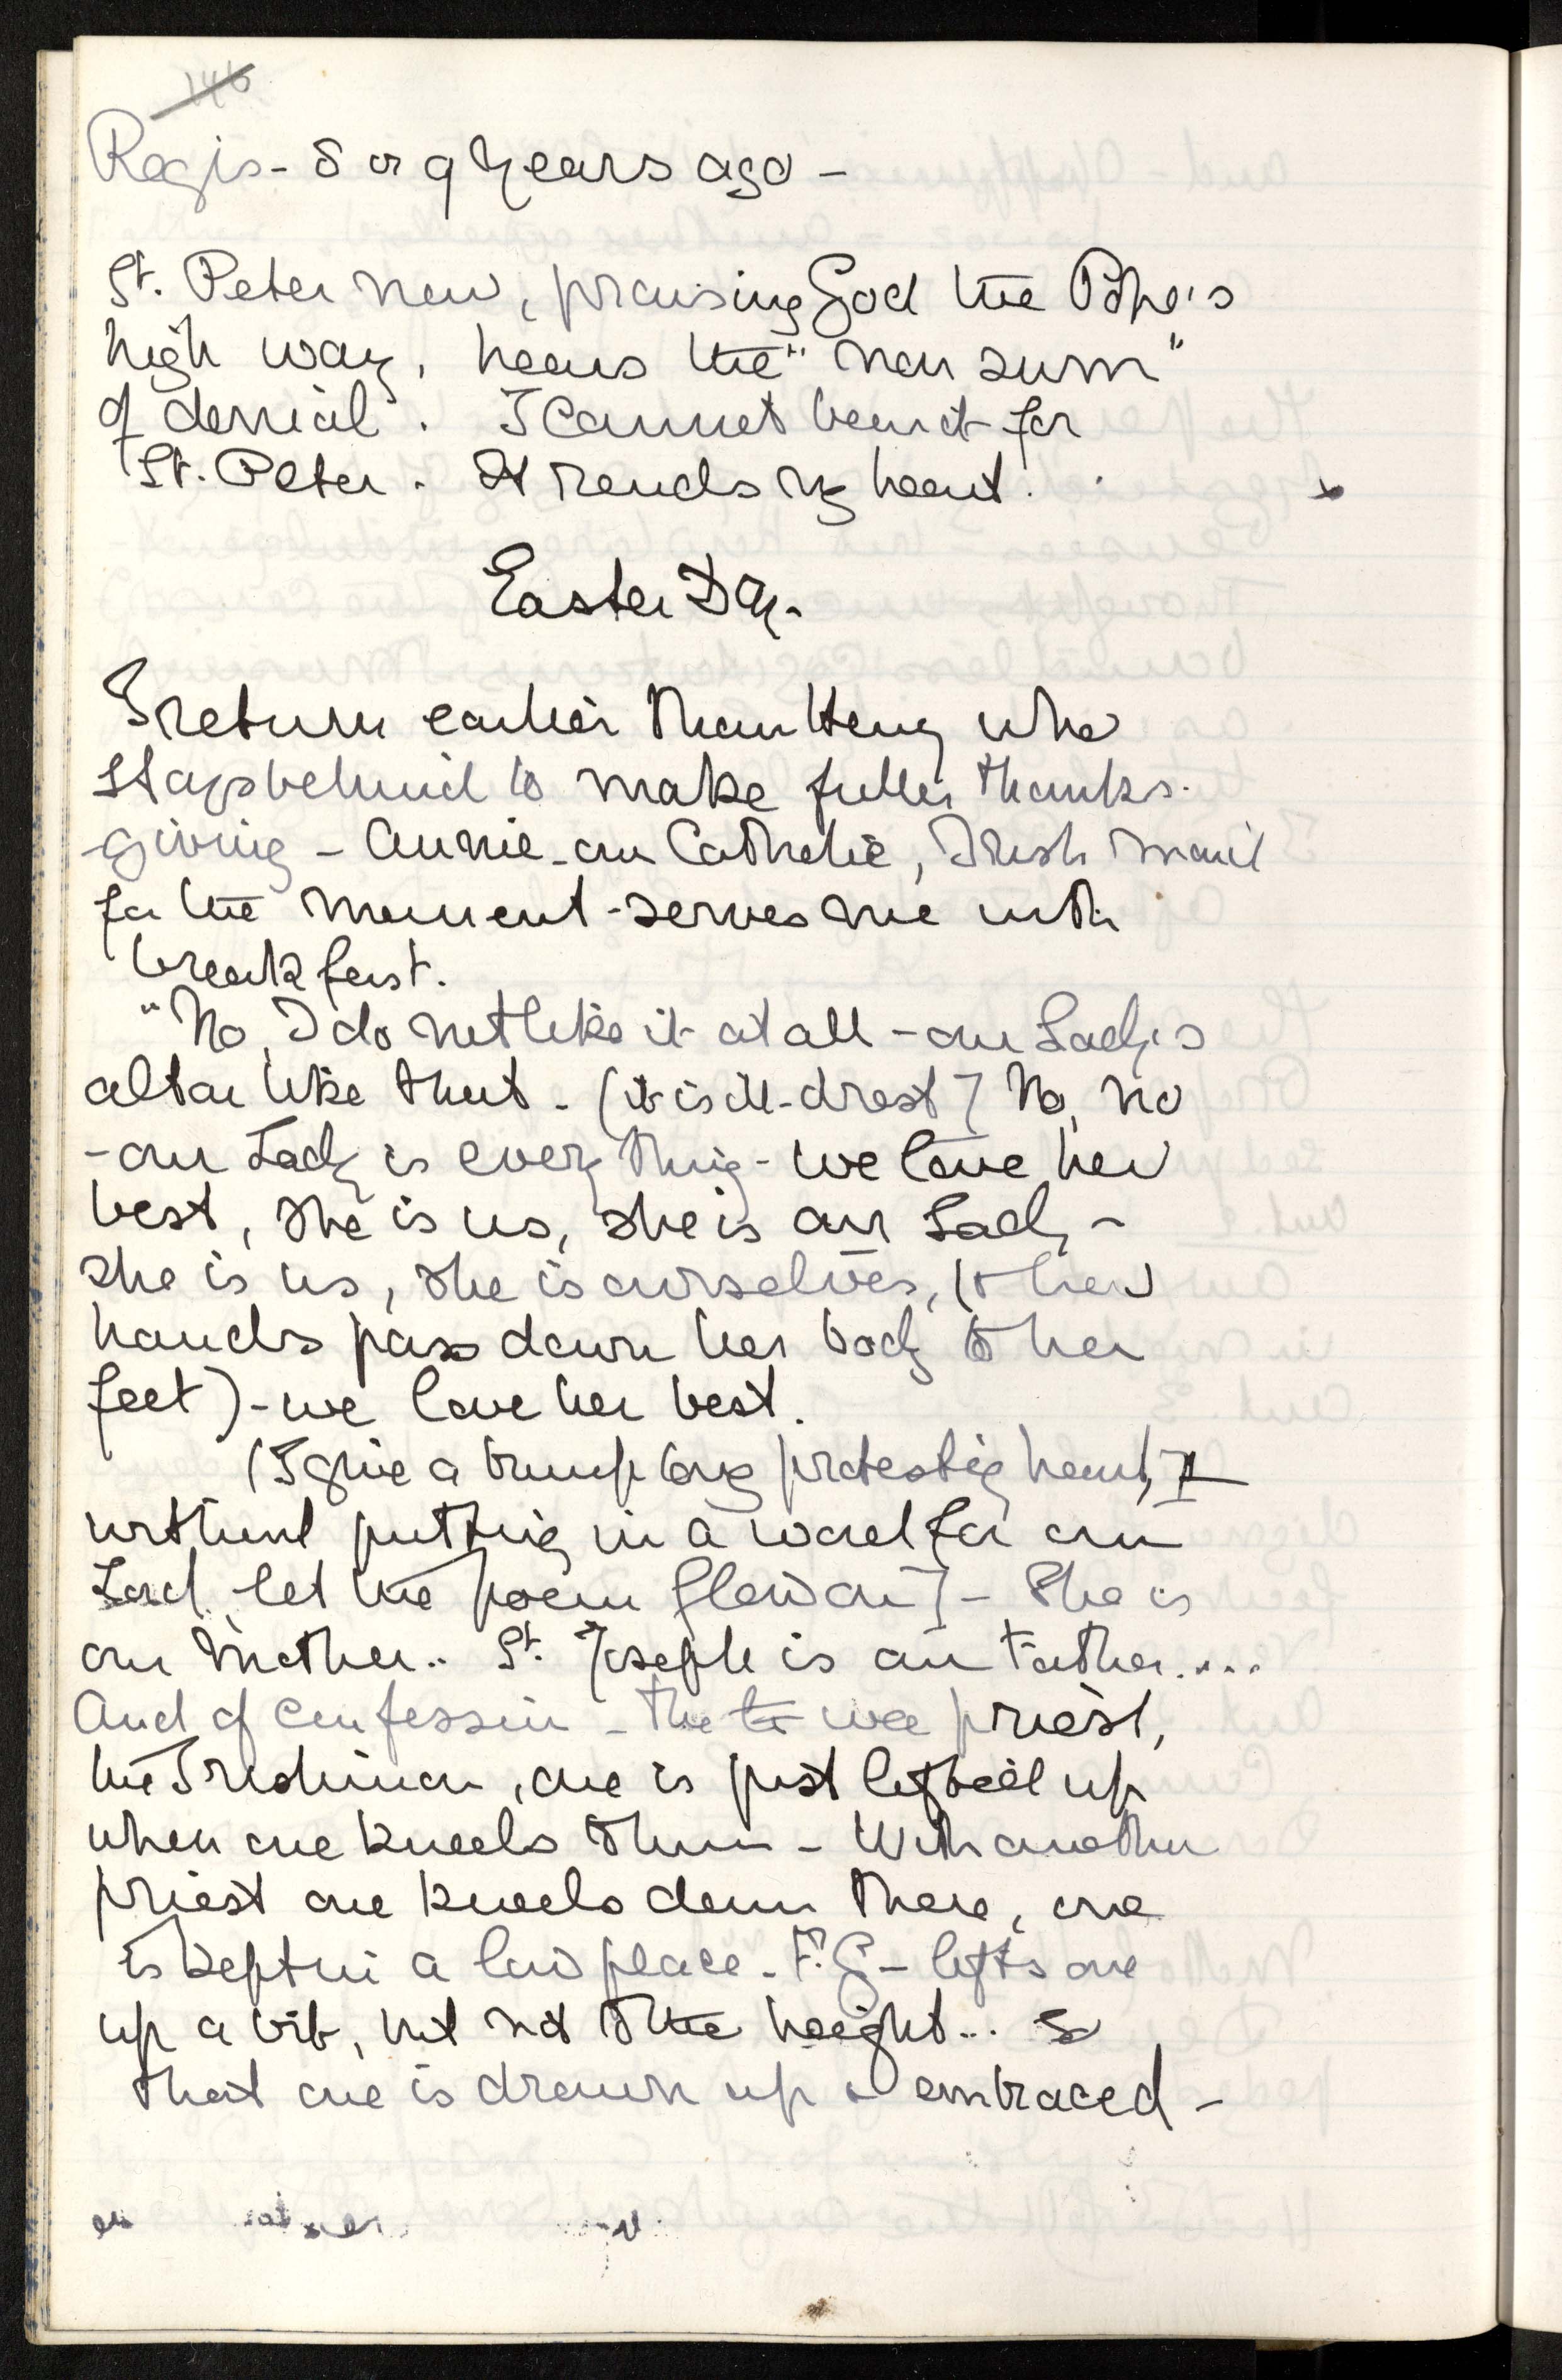 146
Regis - 8 or 9 years ago -
St. Peter now, praising God the Pope's
high way, hears the "non sum"
of denial. I cannot bear it for
St. Peter. It rends my heart.
Easter Day.
I return earlier than Heny who
stays behind to make fuller thanks-
giving - Annie - our Catholic, Irish maid
for the moment - serves me with
breakfast.
"No, I do not like it at all - our Lady's
altar like that - (it is ill-drest) No, no
- our Lady is everything - we love her
best, she is us, she is our Lady -
she is us, she is ourselves, (& her
hands pass down her body to her
feet) - we love her best.
(I give a bump to my protesting heart, I
without putting in a word for our
Lord, let the poem flow on) - She is
our Mother.. St. Joseph is our Father....
And of confession - the to wee priest,
the Irishman, one is just lifted up
when one kneels to him - With another
priest one kneels down there, one
is kept in a low place - F. G - lifts one
up a bit, but not to the height... so
that one is drawn up & embraced -